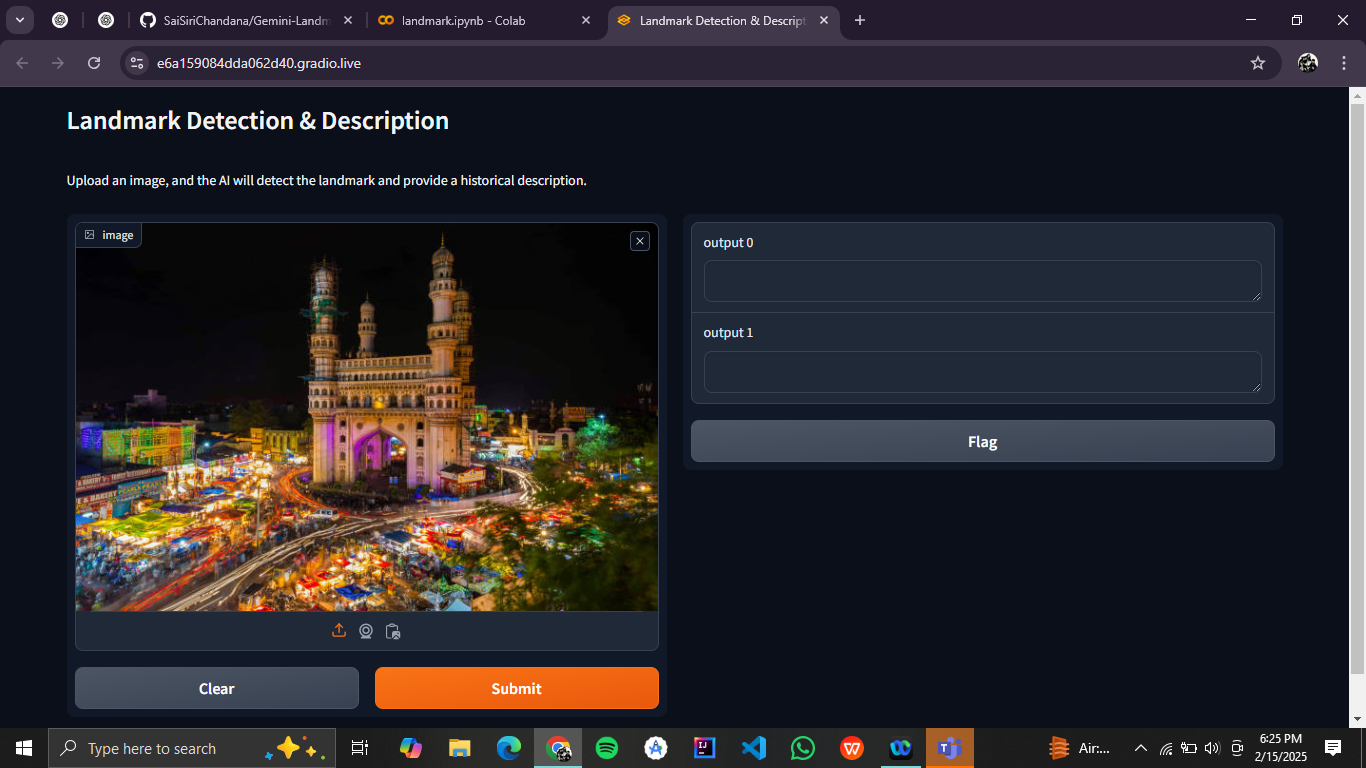 SaiSiriChandana/Gemini-Landm
landmark.ipynb - Colab
Landmark Detection & Descript
e6a159084dda062d40.gradio.live
Landmark Detection & Description
Upload an image, and the AI will detect the landmark and provide a historical description.
image
output 0
output 1
Flag
Clear
Submit
Type here to search
Air:...
6:25 PM
2/15/2025